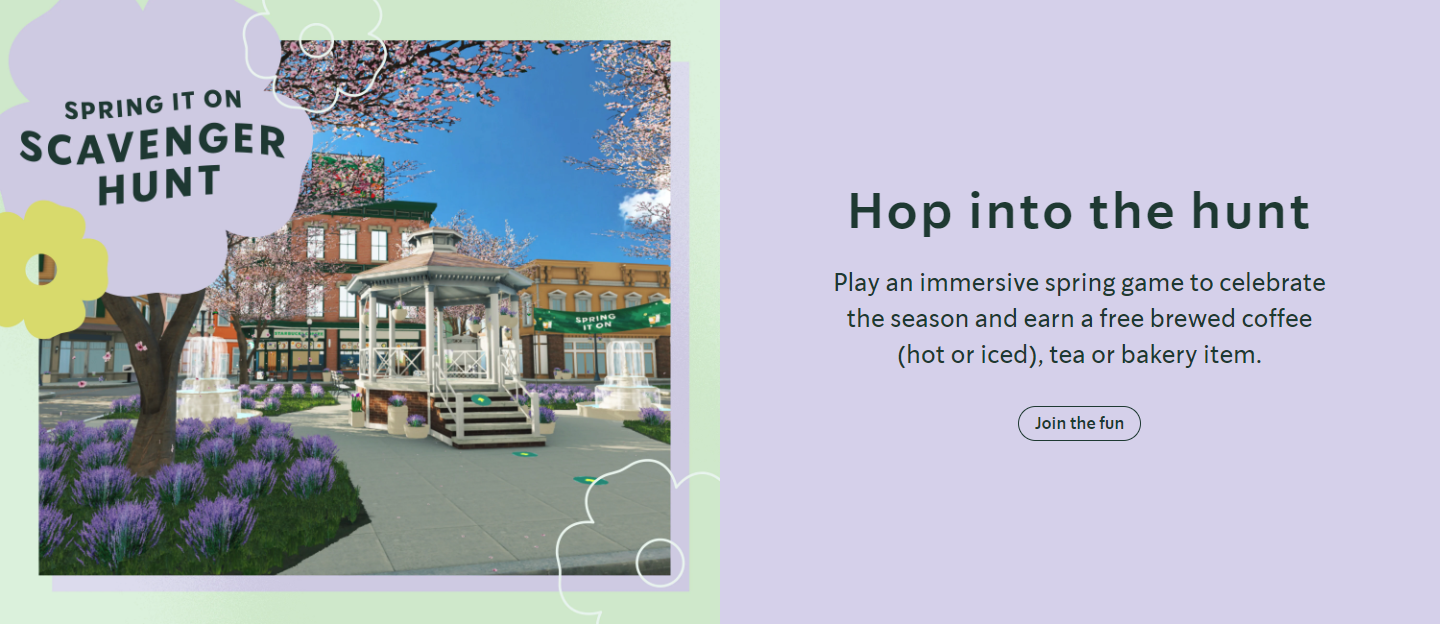 SPRING IT ON
SCAVENGER
HUNT
SPRING
IT ON
Hop into the hunt
Play an immersive spring game to celebrate
the season and earn a free brewed coffee
(hot or iced), tea or bakery item.
Join the fun